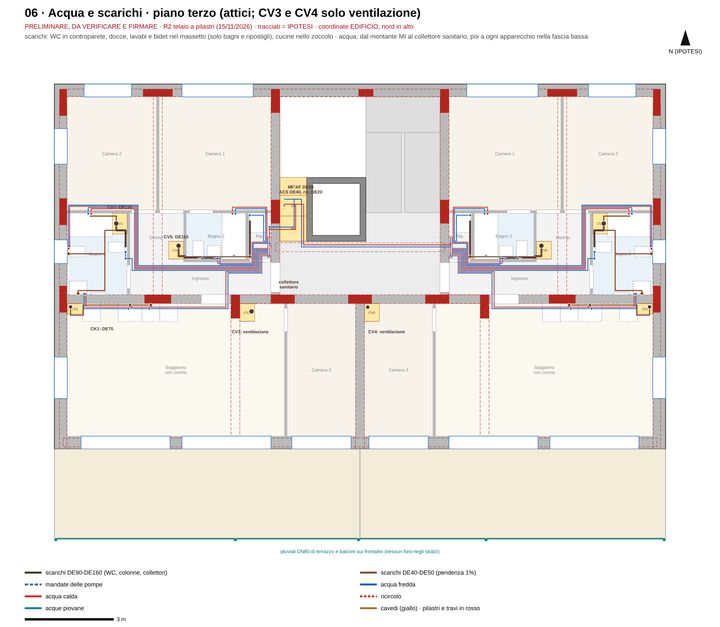 06 · Acqua e scarichi · piano terzo (attici; CV3 e CV4 solo ventilazione)
PRELIMINARE, DA VERIFICARE E FIRMARE · R2 telaio a pilastri (15/11/2026) · tracciati = IPOTESI · coordinate EDIFICIO, nord in alto
scarichi: WC in controparete, docce, lavabi e bidet nel massetto (solo bagni e ripostigli), cucine nello zoccolo · acqua: dal montante MI al collettore sanitario, poi a ogni apparecchio nella fascia bassa
N (IPOTESI)
Camera 2
Camera 1
Camera 1
Camera 2
ACS DE40, ric. DE20
CV5: DE110
Bagno 2
Rip.
Rip.
Bagno 2
Ingresso
Ingresso
collettore
sanitario
CK1: DE75
CV3: ventilazione
CV4: ventilazione
Soggiorno
con cucina
Camera 3
Camera 3
Soggiorno
con cucina
pluviali DN80 di terrazzo e balconi sui frontalini (nessun foro negli sbalzi)
scarichi DE90-DE160 (WC, colonne, collettori)
scarichi DE40-DE50 (pendenza 1%)
mandate delle pompe
acqua fredda
acqua calda
ricircolo
acque piovane
cavedi (giallo) · pilastri e travi in rosso
3 m